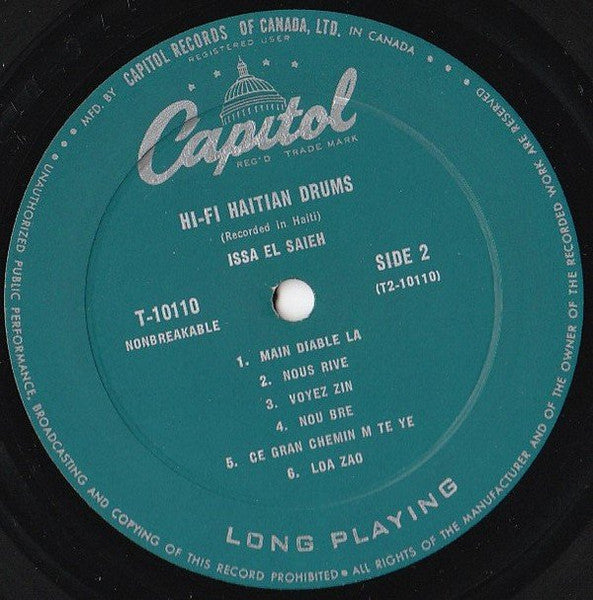 MFD. BY CAPITOL RECORDS OF CANADA, LTD. IN CANADA
REGISTERED USER
Capitol
REG'D TRADE MARK
HI-FI HAITIAN DRUMS
(Recorded in Haiti)
ISSA EL SAIEH
T-10110
NONBREAKABLE
SIDE 2
(T2-10110)
1. MAIN DIABLE LA
2. NOUS RIVE
3. VOYEZ ZIN
4. NOU BRE
5. CE GRAN CHEMIN M TE YE
6. LOA ZAO
LONG PLAYING
UNAUTHORIZED PUBLIC PERFORMANCE, BROADCASTING AND COPYING OF THIS RECORD PROHIBITED • ALL RIGHTS OF THE MANUFACTURER AND OF THE OWNER OF THE RECORDED WORK ARE RESERVED